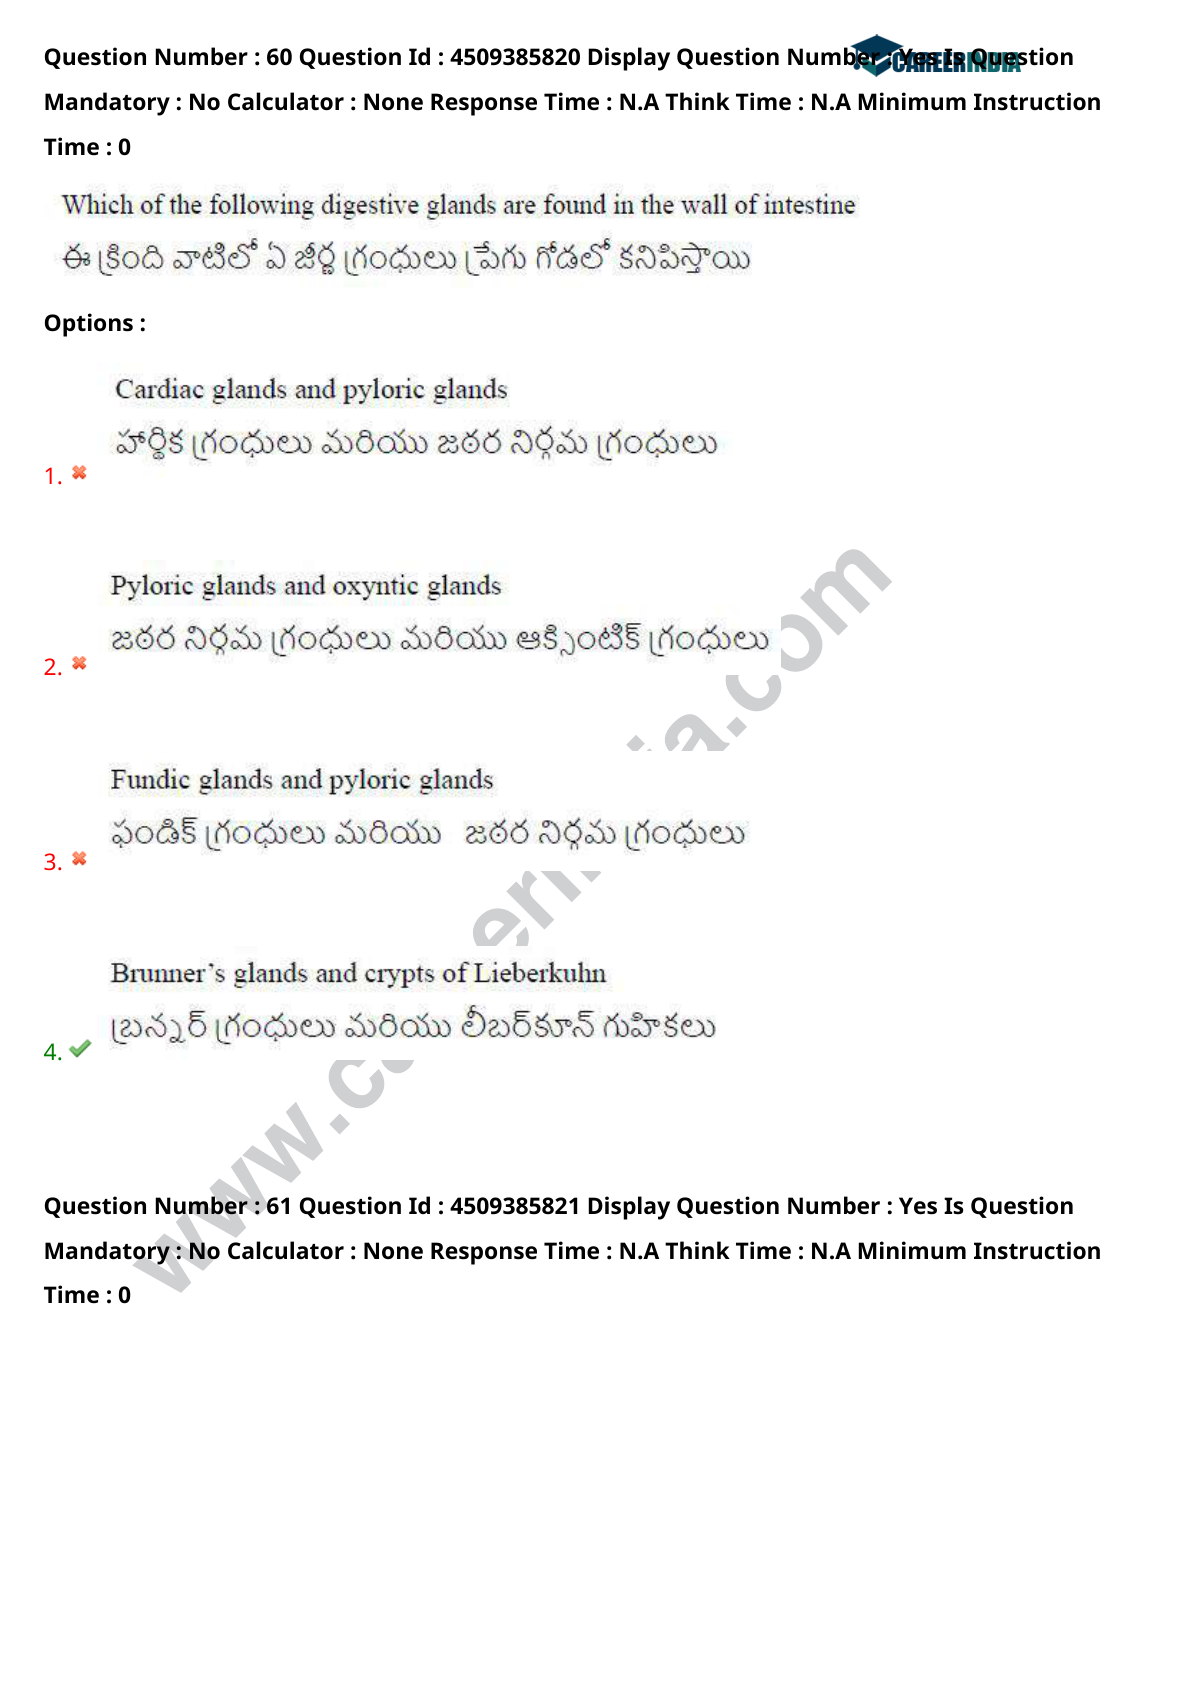 Question Number : 60 Question Id : 4509385820 Display Question Number : Yes Is Question
CAREERINDIA
Mandatory : No Calculator : None Response Time : N.A Think Time : N.A Minimum Instruction
Time : 0
Which of the following digestive glands are found in the wall of intestine
ఈ క్రింది వాటిలో ఏ జీర్ణ గ్రంధులు ప్రేగు గోడలో కనిపిస్తాయి
Options :
Cardiac glands and pyloric glands
హార్థిక గ్రంధులు మరియు జఠర నిర్గమ గ్రంధులు
1.
Pyloric glands and oxyntic glands
జఠర నిర్గమ గ్రంధులు మరియు ఆక్సింటిక్ గ్రంధులు
2.
Fundic glands and pyloric glands
ఫండిక్ గ్రంధులు మరియు జఠర నిర్గమ గ్రంధులు
3.
Brunner’s glands and crypts of Lieberkuhn
బ్రన్నర్ గ్రంధులు మరియు లీబర్‌కూన్ గుహికలు
4.
Question Number : 61 Question Id : 4509385821 Display Question Number : Yes Is Question
Mandatory : No Calculator : None Response Time : N.A Think Time : N.A Minimum Instruction
Time : 0